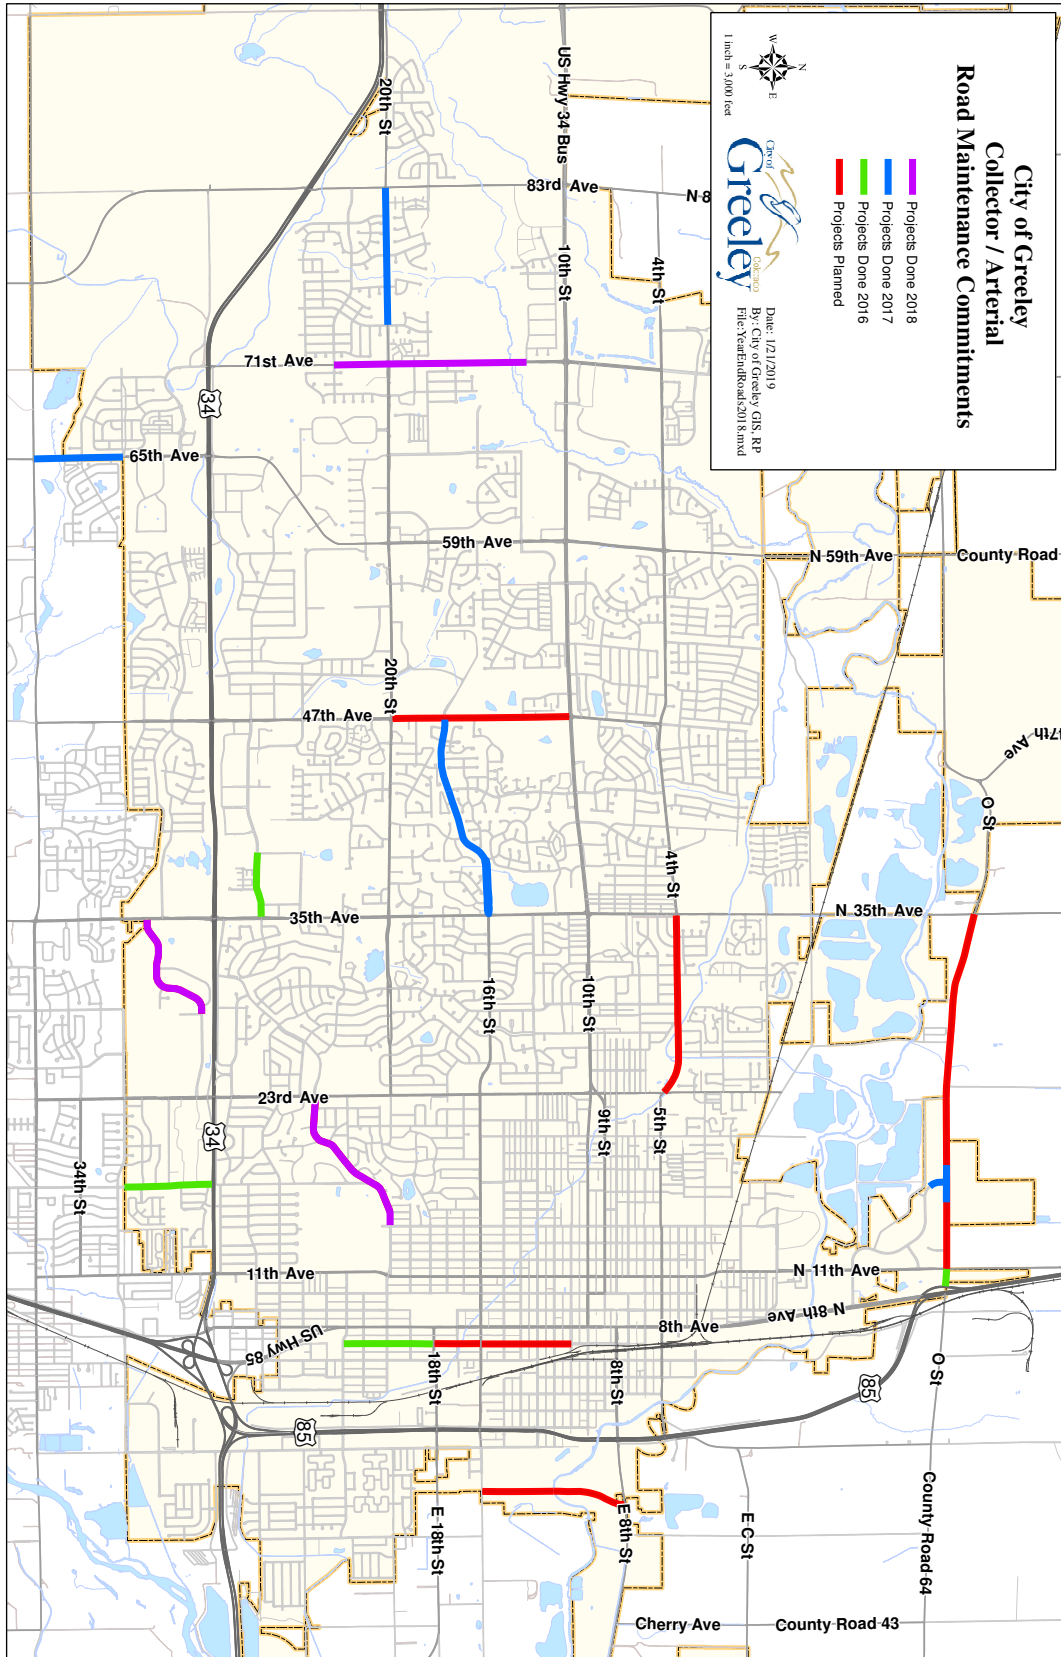 City of Greeley
Collector / Arterial
Road Maintenance Commitments
Projects Done 2018
Projects Done 2017
Projects Done 2016
Projects Planned
N
W
E
S
1 inch = 3,000 feet
City of
Greeley
Colorado
Date: 1/21/2019
By: City of Greeley GIS, RP
File:YearEndRoads2018.mxd
20th St
US Hwy 34 Bus
83rd Ave
N 8
10th St
4th St
71st Ave
34
65th Ave
59th Ave
N 59th Ave
County Road
20th St
47th Ave
47th Ave
O St
4th St
35th Ave
N 35th Ave
16th St
10th St
23rd Ave
9th St
5th St
34
34th St
11th Ave
N 11th Ave
N 8th Ave
8th Ave
US Hwy 85
18th St
8th St
O St
85
85
E 18th St
E 8th St
E C St
County Road 64
Cherry Ave
County Road 43